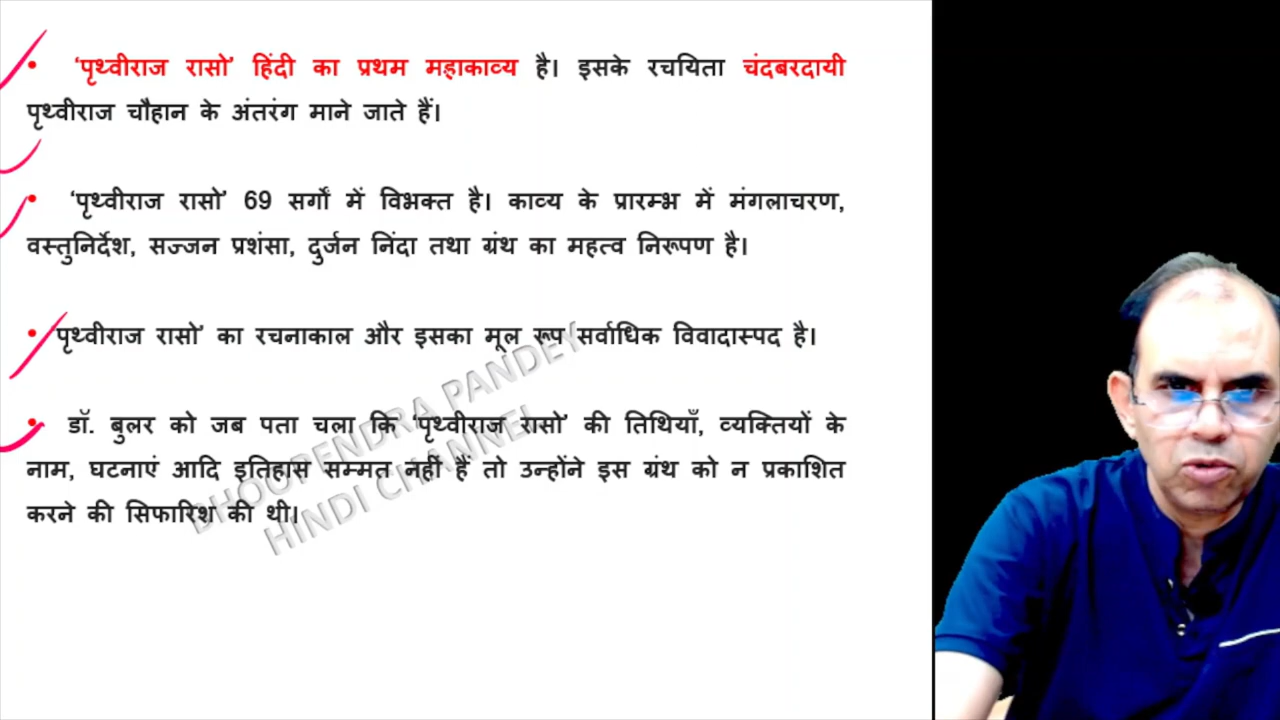 • ‘पृथ्वीराज रासो’ हिंदी का प्रथम महाकाव्य है। इसके रचयिता चंदबरदायी
पृथ्वीराज चौहान के अंतरंग माने जाते हैं।
• ‘पृथ्वीराज रासो’ 69 सर्गों में विभक्त है। काव्य के प्रारम्भ में मंगलाचरण,
वस्तुनिर्देश, सज्जन प्रशंसा, दुर्जन निंदा तथा ग्रंथ का महत्व निरूपण है।
• ‘पृथ्वीराज रासो’ का रचनाकाल और इसका मूल रूप सर्वाधिक विवादास्पद है।
• डॉ. बुलर को जब पता चला कि ‘पृथ्वीराज रासो’ की तिथियाँ, व्यक्तियों के
नाम, घटनाएं आदि इतिहास सम्मत नहीं हैं तो उन्होंने इस ग्रंथ को न प्रकाशित
करने की सिफारिश की थी।
BHOOPENDRA PANDEY
HINDI CHANNEL